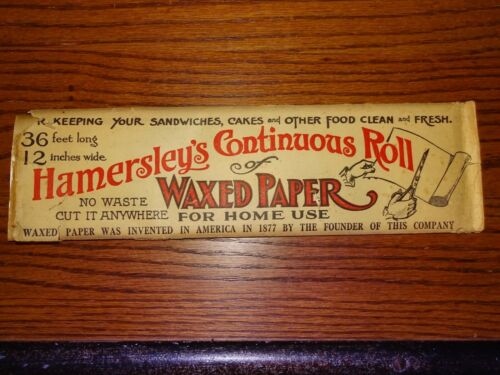 R KEEPING YOUR SANDWICHES, CAKES and OTHER FOOD CLEAN and FRESH.
36 feet long
12 inches wide
Hamersley's Continuous Roll
of
WAXED PAPER
NO WASTE
CUT IT ANYWHERE
FOR HOME USE
WAXED PAPER WAS INVENTED IN AMERICA IN 1877 BY THE FOUNDER OF THIS COMPANY